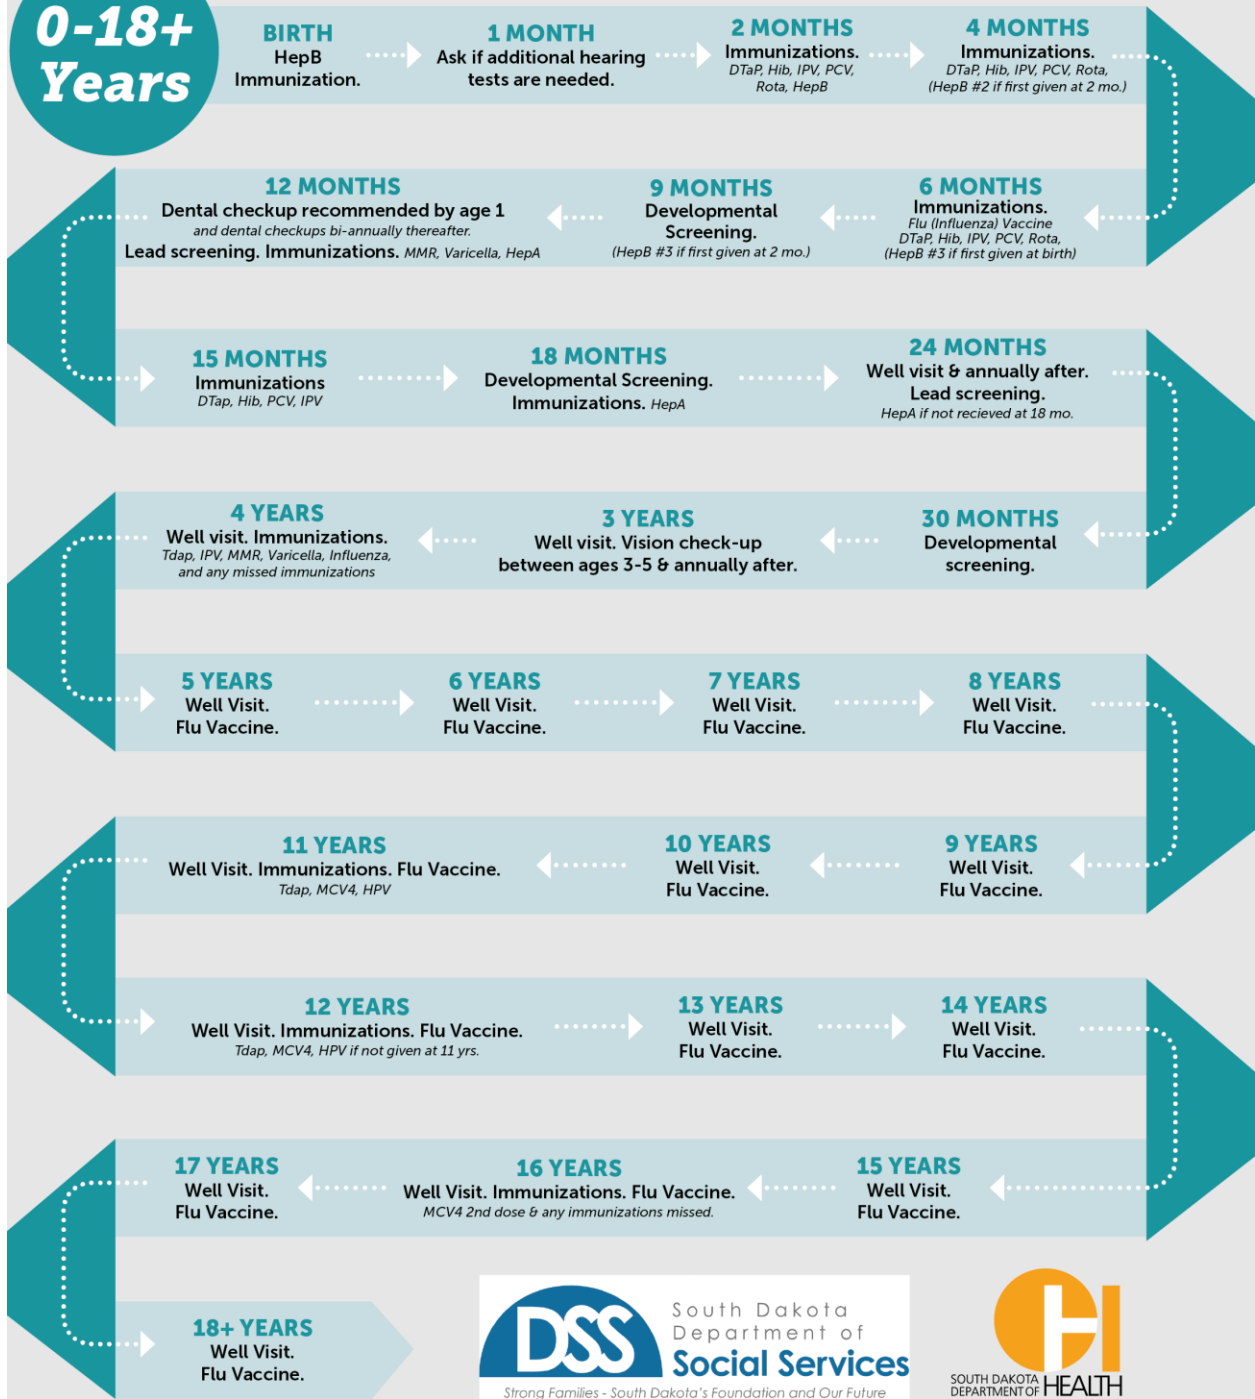 0-18+
Years
BIRTH
HepB
Immunization.
1 MONTH
Ask if additional hearing
tests are needed.
2 MONTHS
Immunizations.
DTaP, Hib, IPV, PCV,
Rota, HepB
4 MONTHS
Immunizations.
DTaP, Hib, IPV, PCV, Rota,
(HepB #2 if first given at 2 mo.)
6 MONTHS
Immunizations.
Flu (Influenza) Vaccine
DTaP, Hib, IPV, PCV, Rota,
(HepB #3 if first given at birth)
9 MONTHS
Developmental
Screening.
(HepB #3 if first given at 2 mo.)
12 MONTHS
Dental checkup recommended by age 1
and dental checkups bi-annually thereafter.
Lead screening. Immunizations. MMR, Varicella, HepA
15 MONTHS
Immunizations
DTap, Hib, PCV, IPV
18 MONTHS
Developmental Screening.
Immunizations. HepA
24 MONTHS
Well visit & annually after.
Lead screening.
HepA if not recieved at 18 mo.
30 MONTHS
Developmental
screening.
3 YEARS
Well visit. Vision check-up
between ages 3-5 & annually after.
4 YEARS
Well visit. Immunizations.
Tdap, IPV, MMR, Varicella, Influenza,
and any missed immunizations
5 YEARS
Well Visit.
Flu Vaccine.
6 YEARS
Well Visit.
Flu Vaccine.
7 YEARS
Well Visit.
Flu Vaccine.
8 YEARS
Well Visit.
Flu Vaccine.
9 YEARS
Well Visit.
Flu Vaccine.
10 YEARS
Well Visit.
Flu Vaccine.
11 YEARS
Well Visit. Immunizations. Flu Vaccine.
Tdap, MCV4, HPV
12 YEARS
Well Visit. Immunizations. Flu Vaccine.
Tdap, MCV4, HPV if not given at 11 yrs.
13 YEARS
Well Visit.
Flu Vaccine.
14 YEARS
Well Visit.
Flu Vaccine.
15 YEARS
Well Visit.
Flu Vaccine.
16 YEARS
Well Visit. Immunizations. Flu Vaccine.
MCV4 2nd dose & any immunizations missed.
17 YEARS
Well Visit.
Flu Vaccine.
18+ YEARS
Well Visit.
Flu Vaccine.
DSS
South Dakota
Department of
Social Services
Strong Families - South Dakota's Foundation and Our Future
SOUTH DAKOTA
DEPARTMENT OF HEALTH